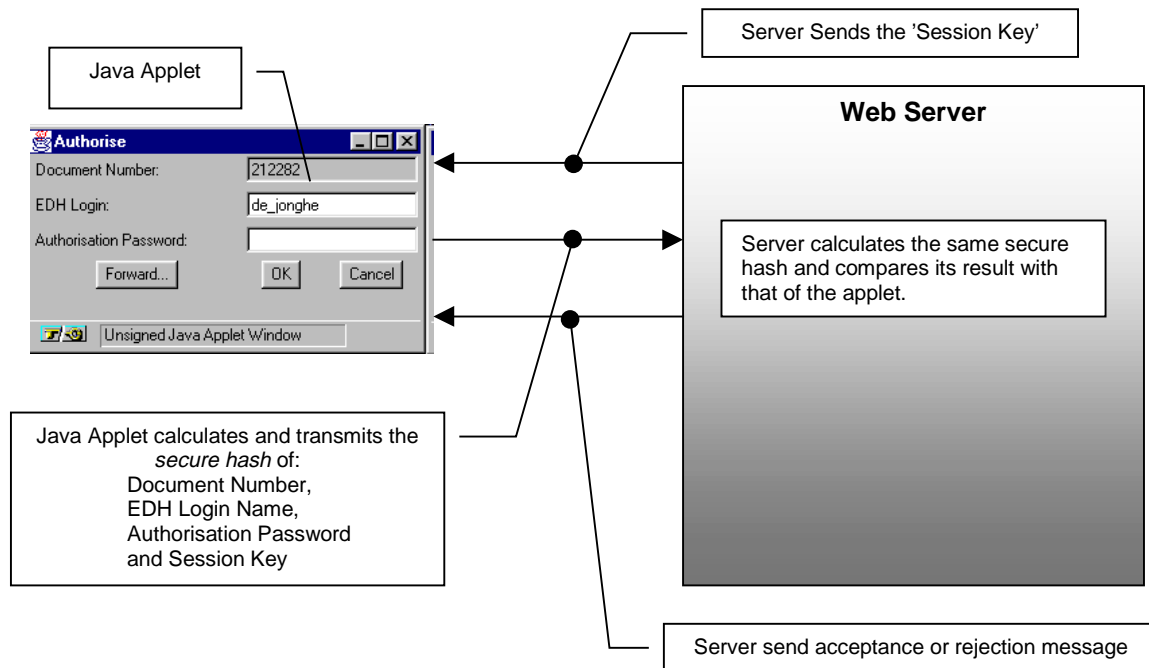 Server Sends the ’Session Key’
Java Applet
Web Server
Authorise
Document Number:
212282
EDH Login:
de_jonghe
Authorisation Password:
Forward...
OK
Cancel
Unsigned Java Applet Window
Server calculates the same secure
hash and compares its result with
that of the applet.
Java Applet calculates and transmits the
secure hash of:
Document Number,
EDH Login Name,
Authorisation Password
and Session Key
Server send acceptance or rejection message